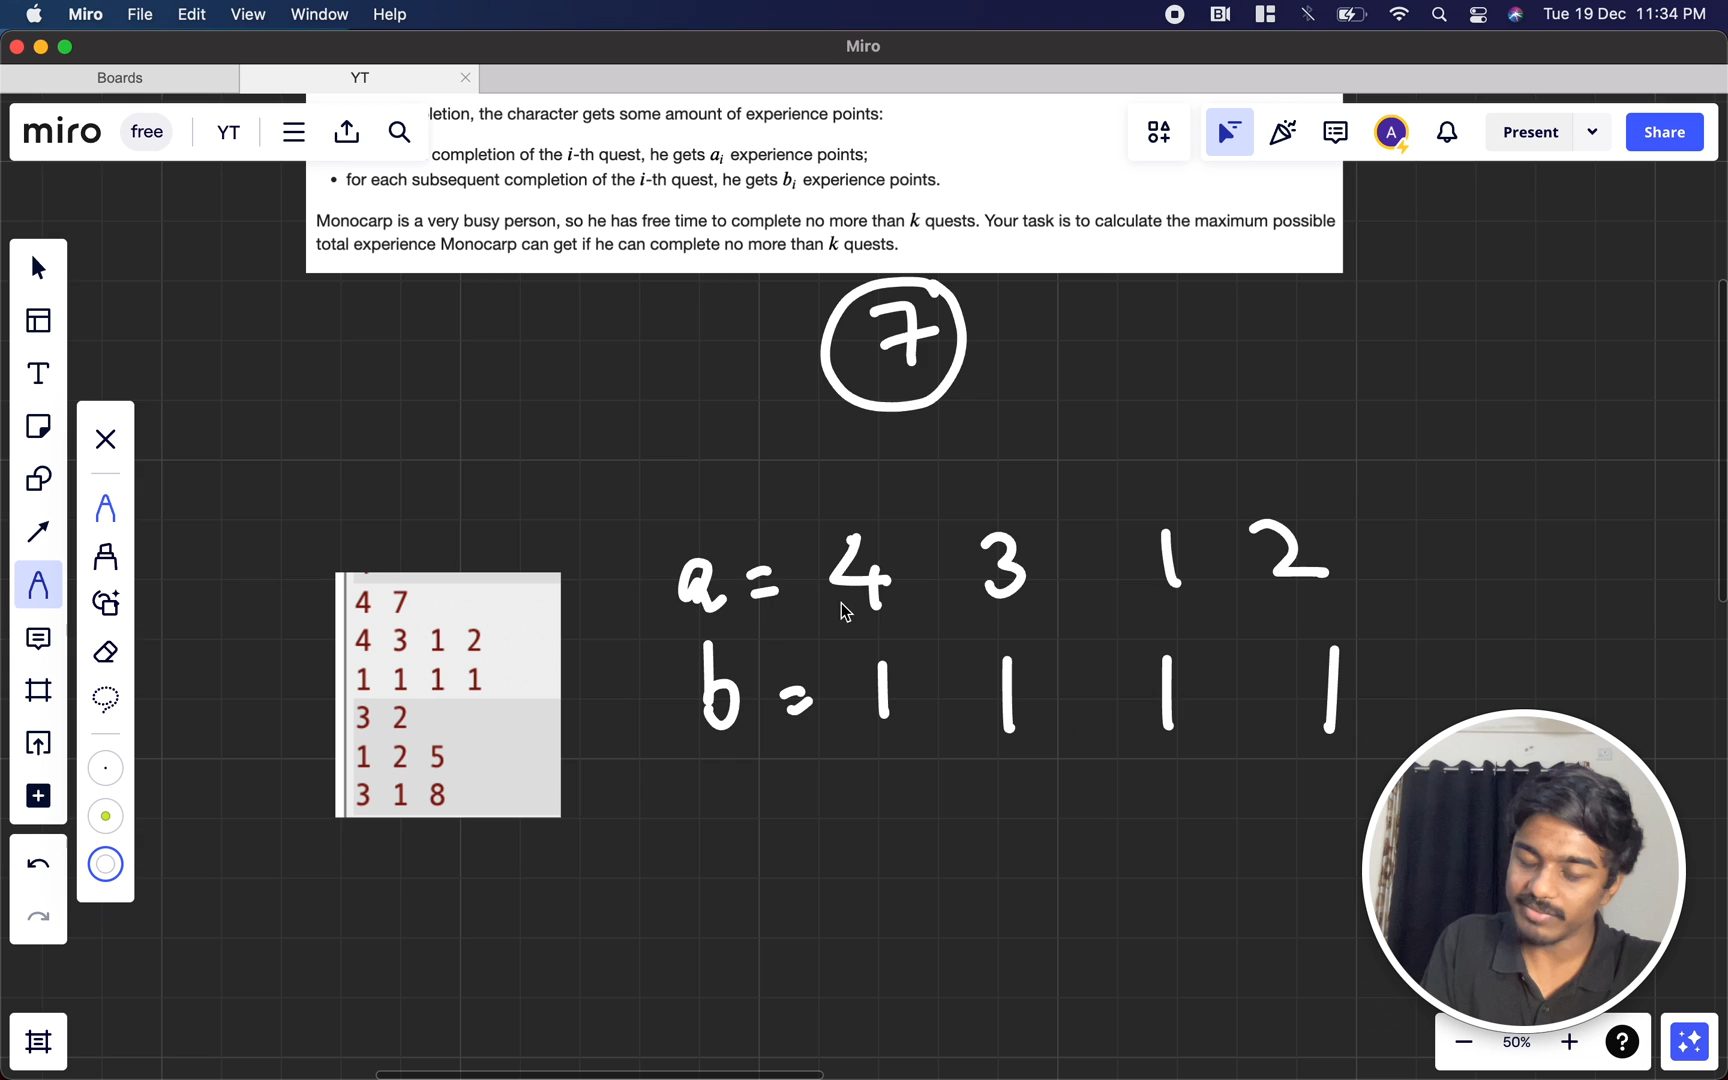 Miro File Edit View Window Help Tue 19 Dec 11:34 PM
Miro
Boards YT
miro free YT Present Share
letion, the character gets some amount of experience points:
completion of the i-th quest, he gets aᵢ experience points;
• for each subsequent completion of the i-th quest, he gets bᵢ experience points.
Monocarp is a very busy person, so he has free time to complete no more than k quests. Your task is to calculate the maximum possible
total experience Monocarp can get if he can complete no more than k quests.
7
a = 4 3 1 2
b = 1 1 1 1
4 7
4 3 1 2
1 1 1 1
3 2
1 2 5
3 1 8
50% ?